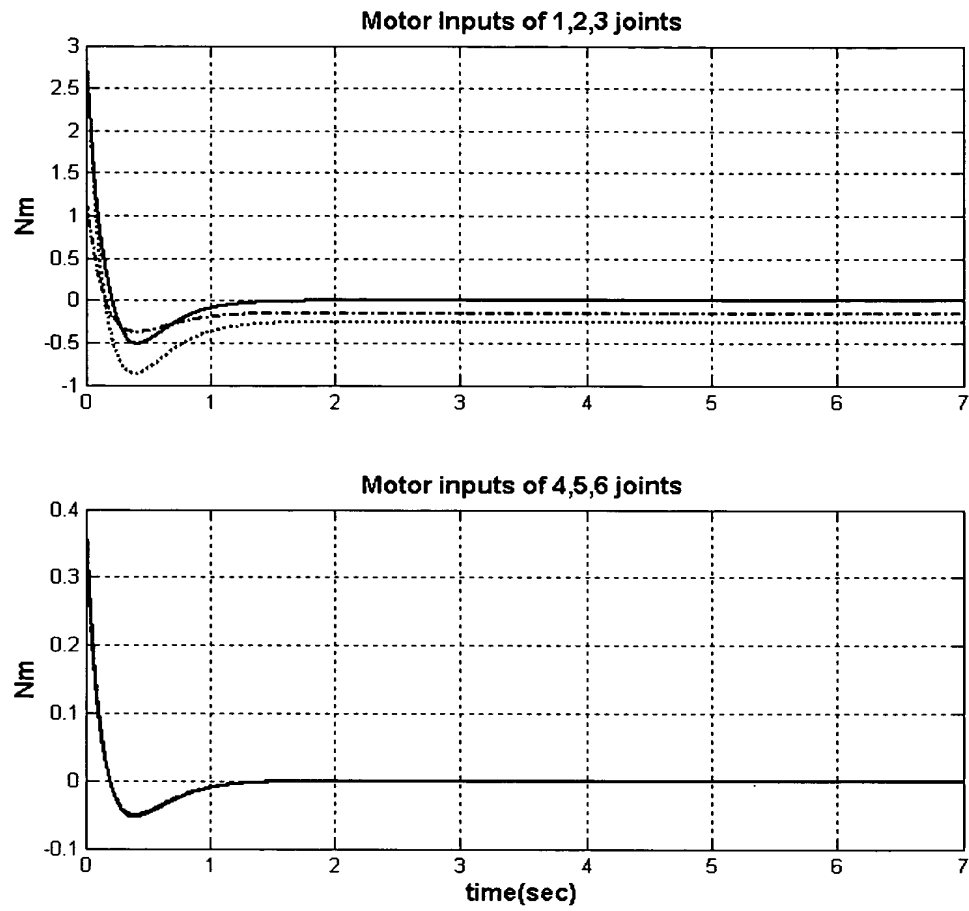 Motor Inputs of 1,2,3 joints
3
2.5
2
1.5
1
0.5
0
-0.5
-1
Nm
0 1 2 3 4 5 6 7
Motor inputs of 4,5,6 joints
0.4
0.3
0.2
0.1
0
-0.1
Nm
0 1 2 3 4 5 6 7
time(sec)